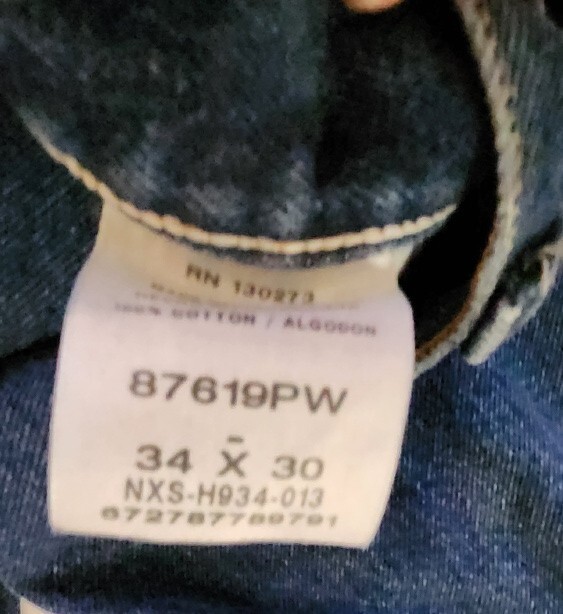 RN 130273
100% COTTON / ALGODON
87619PW
34 X 30
NXS-H934-013
672787789791